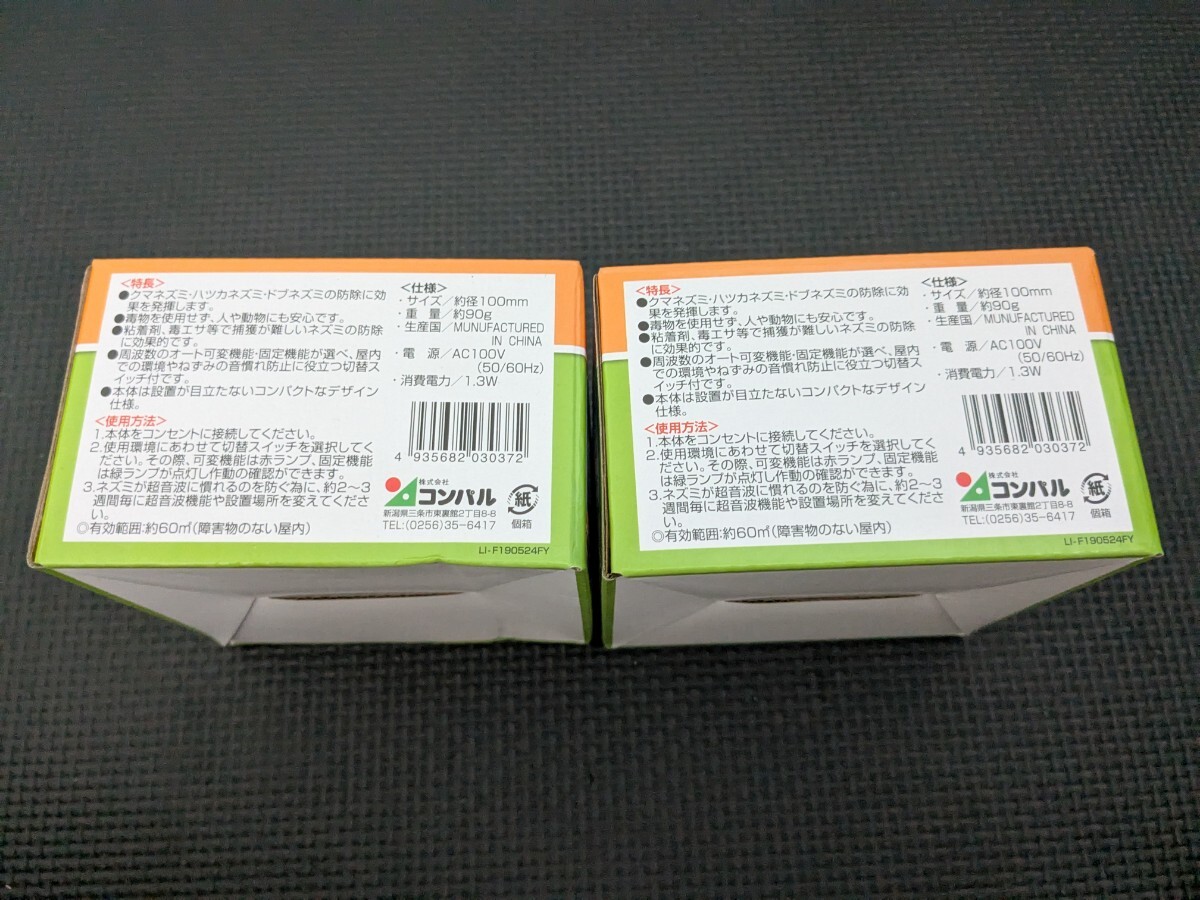 <特長>
●クマネズミ・ハツカネズミ・ドブネズミの防除に効
果を発揮します。
●毒物を使用せず、人や動物にも安心です。
●粘着剤、毒エサ等で捕獲が難しいネズミの防除
に効果的です。
●周波数のオート可変機能・固定機能が選べ、屋内
での環境やねずみの音慣れ防止に役立つ切替ス
イッチ付です。
●本体は設置が目立たないコンパクトなデザイン
仕様。
<使用方法>
1.本体をコンセントに接続してください。
2.使用環境にあわせて切替スイッチを選択してく
ださい。その際、可変機能は赤ランプ、固定機能
は緑ランプが点灯し作動の確認ができます。
3.ネズミが超音波に慣れるのを防ぐ為に、約2〜3
週間毎に超音波機能や設置場所を変えてくださ
い。
◎有効範囲:約60㎡(障害物のない屋内)
<仕様>
・サイズ/約径100mm
・重 量/約90g
・生産国/MUNUFACTURED
IN CHINA
・電 源/AC100V
(50/60Hz)
・消費電力/1.3W
4 935682 030372
株式会社
コンパル
新潟県三条市東裏館2丁目8-8
TEL:(0256)35-6417
紙
個箱
LI-F190524FY
<特長>
●クマネズミ・ハツカネズミ・ドブネズミの防除に効
果を発揮します。
●毒物を使用せず、人や動物にも安心です。
●粘着剤、毒エサ等で捕獲が難しいネズミの防除
に効果的です。
●周波数のオート可変機能・固定機能が選べ、屋内
での環境やねずみの音慣れ防止に役立つ切替ス
イッチ付です。
●本体は設置が目立たないコンパクトなデザイン
仕様。
<使用方法>
1.本体をコンセントに接続してください。
2.使用環境にあわせて切替スイッチを選択してく
ださい。その際、可変機能は赤ランプ、固定機能
は緑ランプが点灯し作動の確認ができます。
3.ネズミが超音波に慣れるのを防ぐ為に、約2〜3
週間毎に超音波機能や設置場所を変えてくださ
い。
◎有効範囲:約60㎡(障害物のない屋内)
<仕様>
・サイズ/約径100mm
・重 量/約90g
・生産国/MUNUFACTURED
IN CHINA
・電 源/AC100V
(50/60Hz)
・消費電力/1.3W
4 935682 030372
株式会社
コンパル
新潟県三条市東裏館2丁目8-8
TEL:(0256)35-6417
紙
個箱
LI-F190524FY